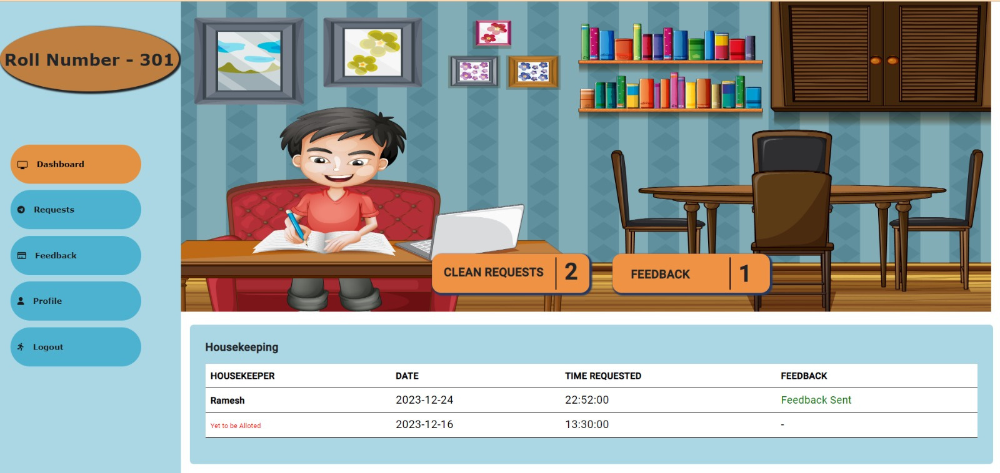 Roll Number - 301
Dashboard
Requests
Feedback
Profile
Logout
CLEAN REQUESTS 2
FEEDBACK 1
Housekeeping
HOUSEKEEPER DATE TIME REQUESTED FEEDBACK
Ramesh 2023-12-24 22:52:00 Feedback Sent
Yet to be Alloted 2023-12-16 13:30:00 -